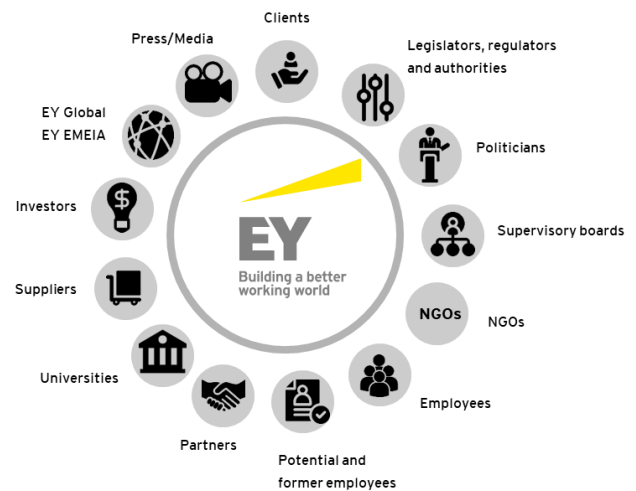 Clients
Legislators, regulators
and authorities
Politicians
Supervisory boards
NGOs
NGOs
Employees
Potential and
former employees
Partners
Universities
Suppliers
$
Investors
EY Global
EY EMEIA
Press/Media
EY
Building a better
working world